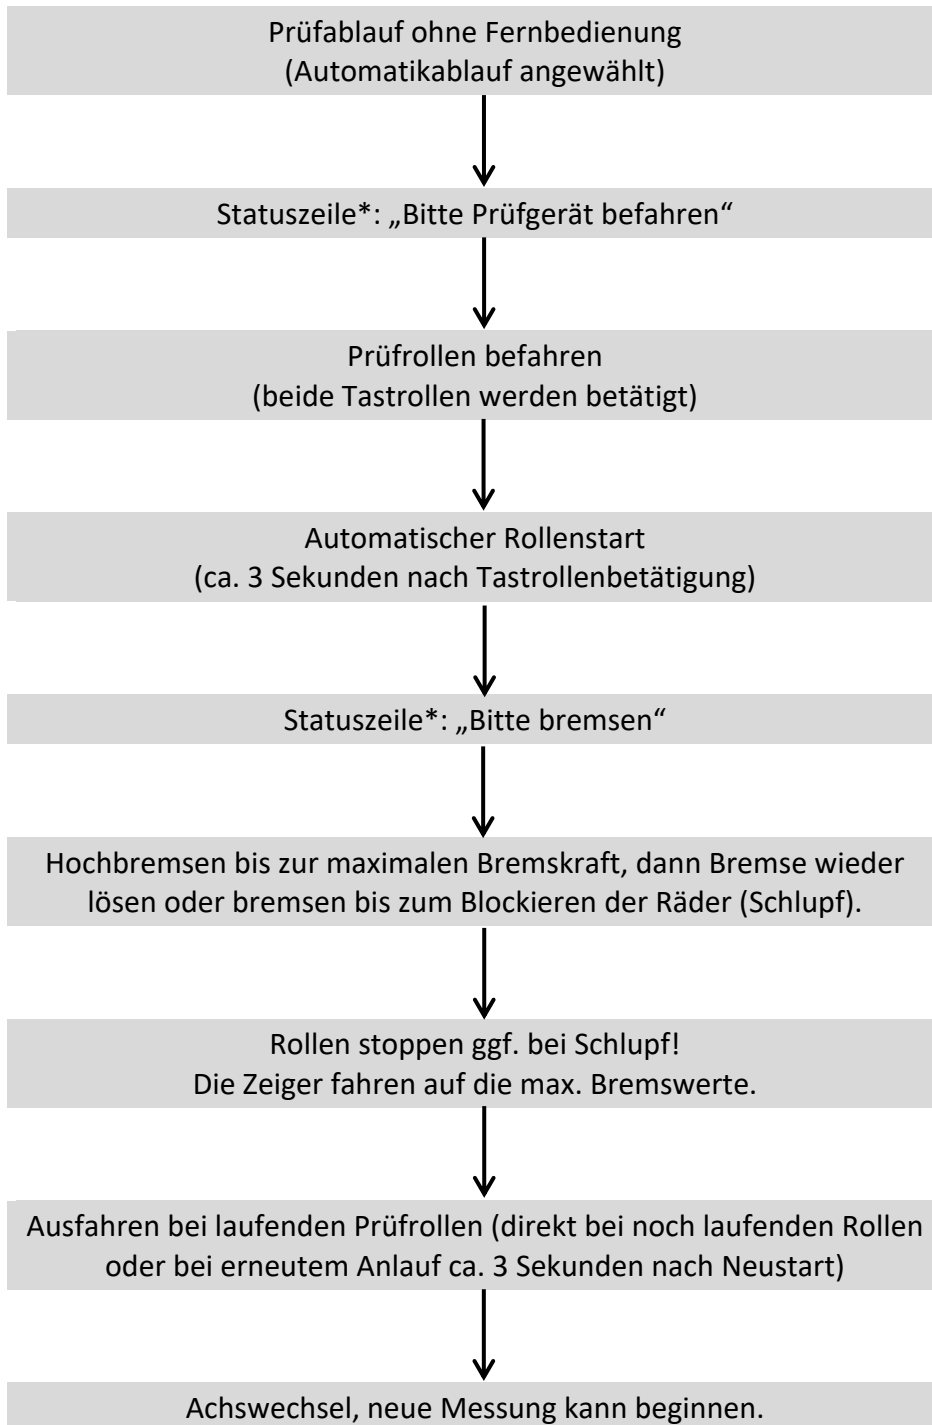 Prüfablauf ohne Fernbedienung
(Automatikablauf angewählt)
Statuszeile*: „Bitte Prüfgerät befahren“
Prüfrollen befahren
(beide Tastrollen werden betätigt)
Automatischer Rollenstart
(ca. 3 Sekunden nach Tastrollenbetätigung)
Statuszeile*: „Bitte bremsen“
Hochbremsen bis zur maximalen Bremskraft, dann Bremse wieder
lösen oder bremsen bis zum Blockieren der Räder (Schlupf).
Rollen stoppen ggf. bei Schlupf!
Die Zeiger fahren auf die max. Bremswerte.
Ausfahren bei laufenden Prüfrollen (direkt bei noch laufenden Rollen
oder bei erneutem Anlauf ca. 3 Sekunden nach Neustart)
Achswechsel, neue Messung kann beginnen.